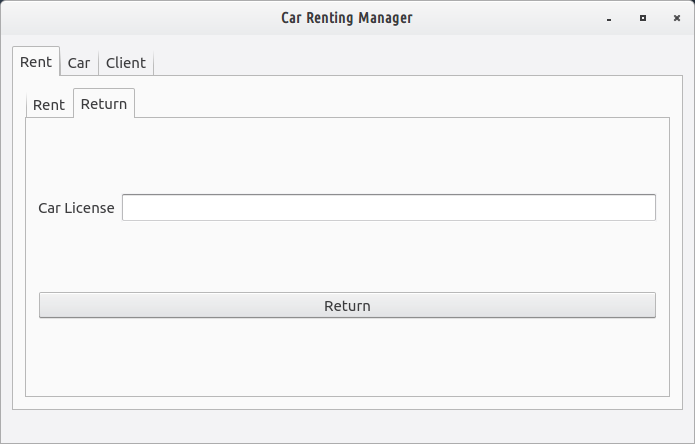 Car Renting Manager
Rent Car Client
Rent Return
Car License
Return